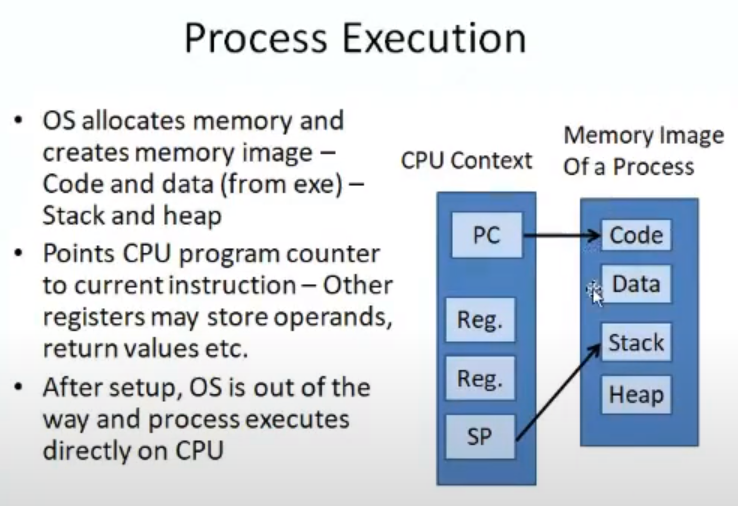 Process Execution
• OS allocates memory and
creates memory image –
Code and data (from exe) –
Stack and heap
• Points CPU program counter
to current instruction – Other
registers may store operands,
return values etc.
• After setup, OS is out of the
way and process executes
directly on CPU
CPU Context
PC
Reg.
Reg.
SP
Memory Image
Of a Process
Code
Data
Stack
Heap